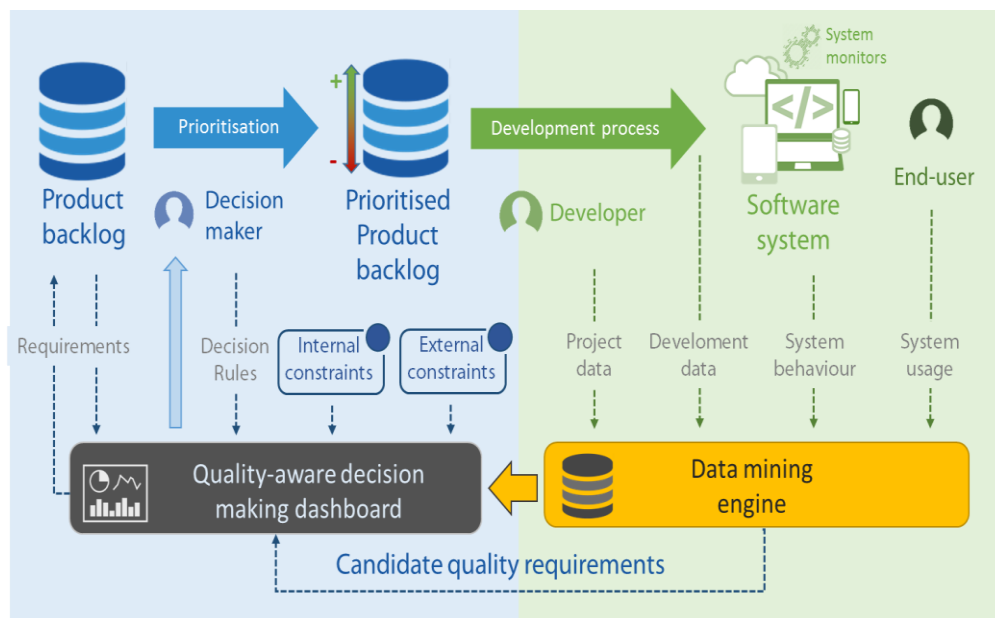 System
monitors
Prioritisation
Development process
Product
backlog
Decision
maker
Prioritised
Product
backlog
Developer
Software
system
End-user
Requirements
Decision
Rules
Internal
constraints
External
constraints
Project
data
Develoment
data
System
behaviour
System
usage
Quality-aware decision
making dashboard
Data mining
engine
Candidate quality requirements